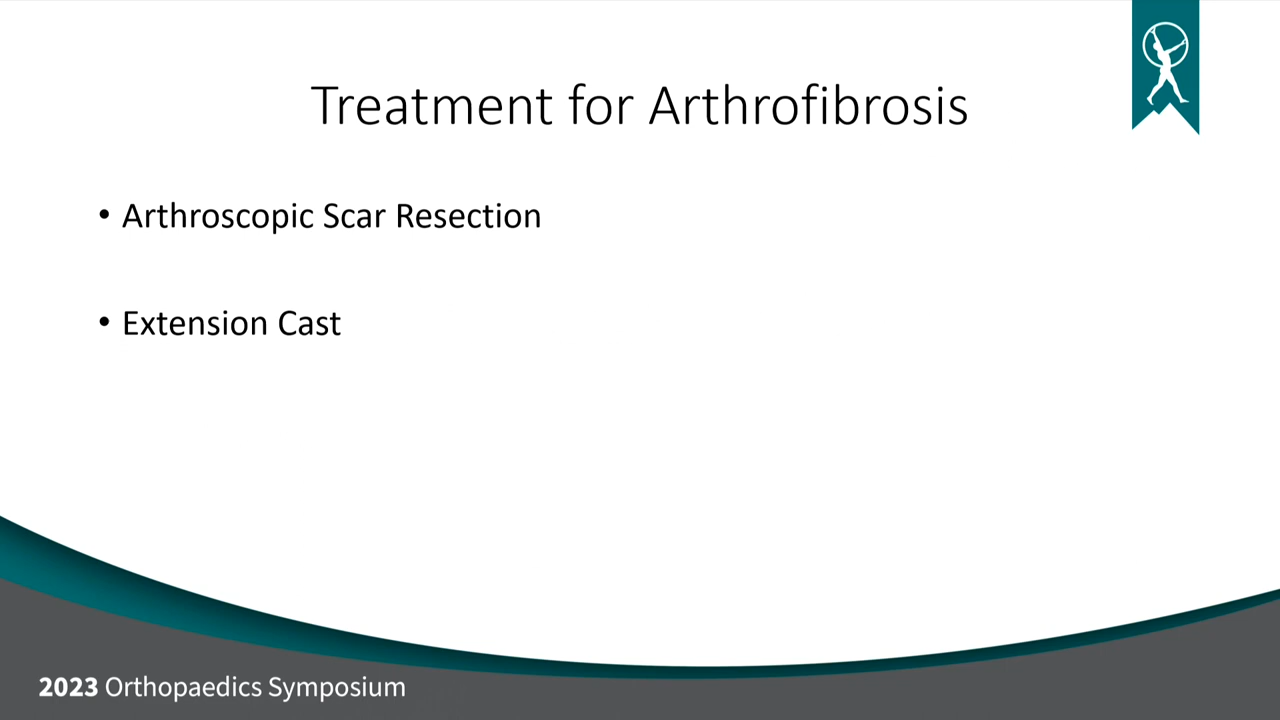 Treatment for Arthrofibrosis
• Arthroscopic Scar Resection
• Extension Cast
2023 Orthopaedics Symposium